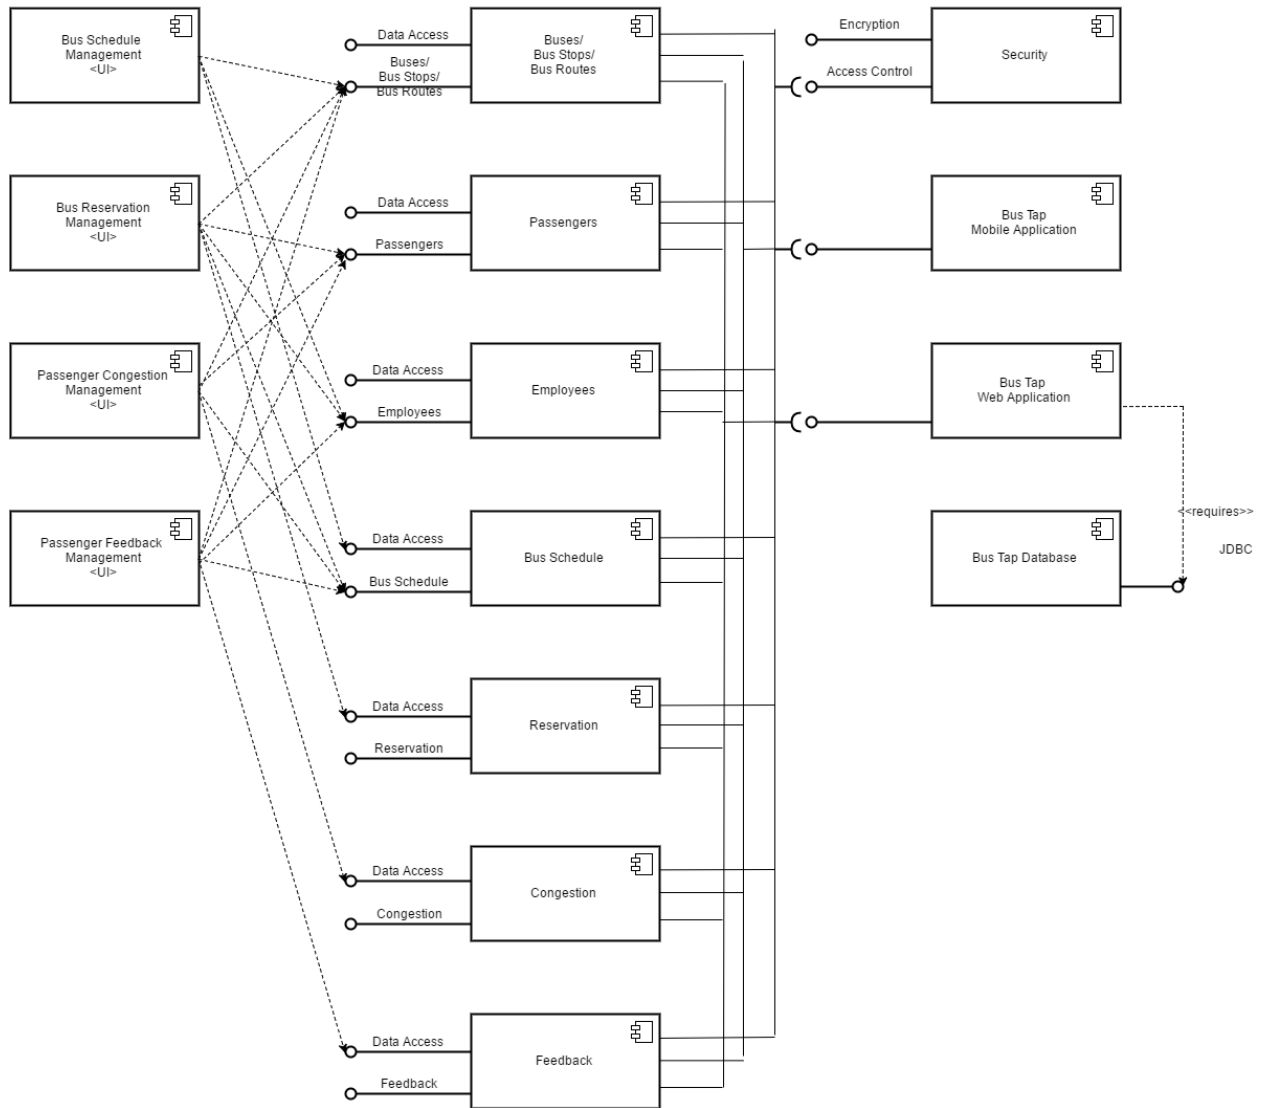 Bus Schedule
Management
<UI>
Data Access
Buses/
Bus Stops/
Bus Routes
Buses/
Bus Stops/
Bus Routes
Encryption
Access Control
Security
Bus Reservation
Management
<UI>
Data Access
Passengers
Passengers
Bus Tap
Mobile Application
Passenger Congestion
Management
<UI>
Data Access
Employees
Employees
Bus Tap
Web Application
Passenger Feedback
Management
<UI>
Data Access
Bus Schedule
Bus Schedule
Bus Tap Database
<<requires>>
JDBC
Data Access
Reservation
Reservation
Data Access
Congestion
Congestion
Data Access
Feedback
Feedback